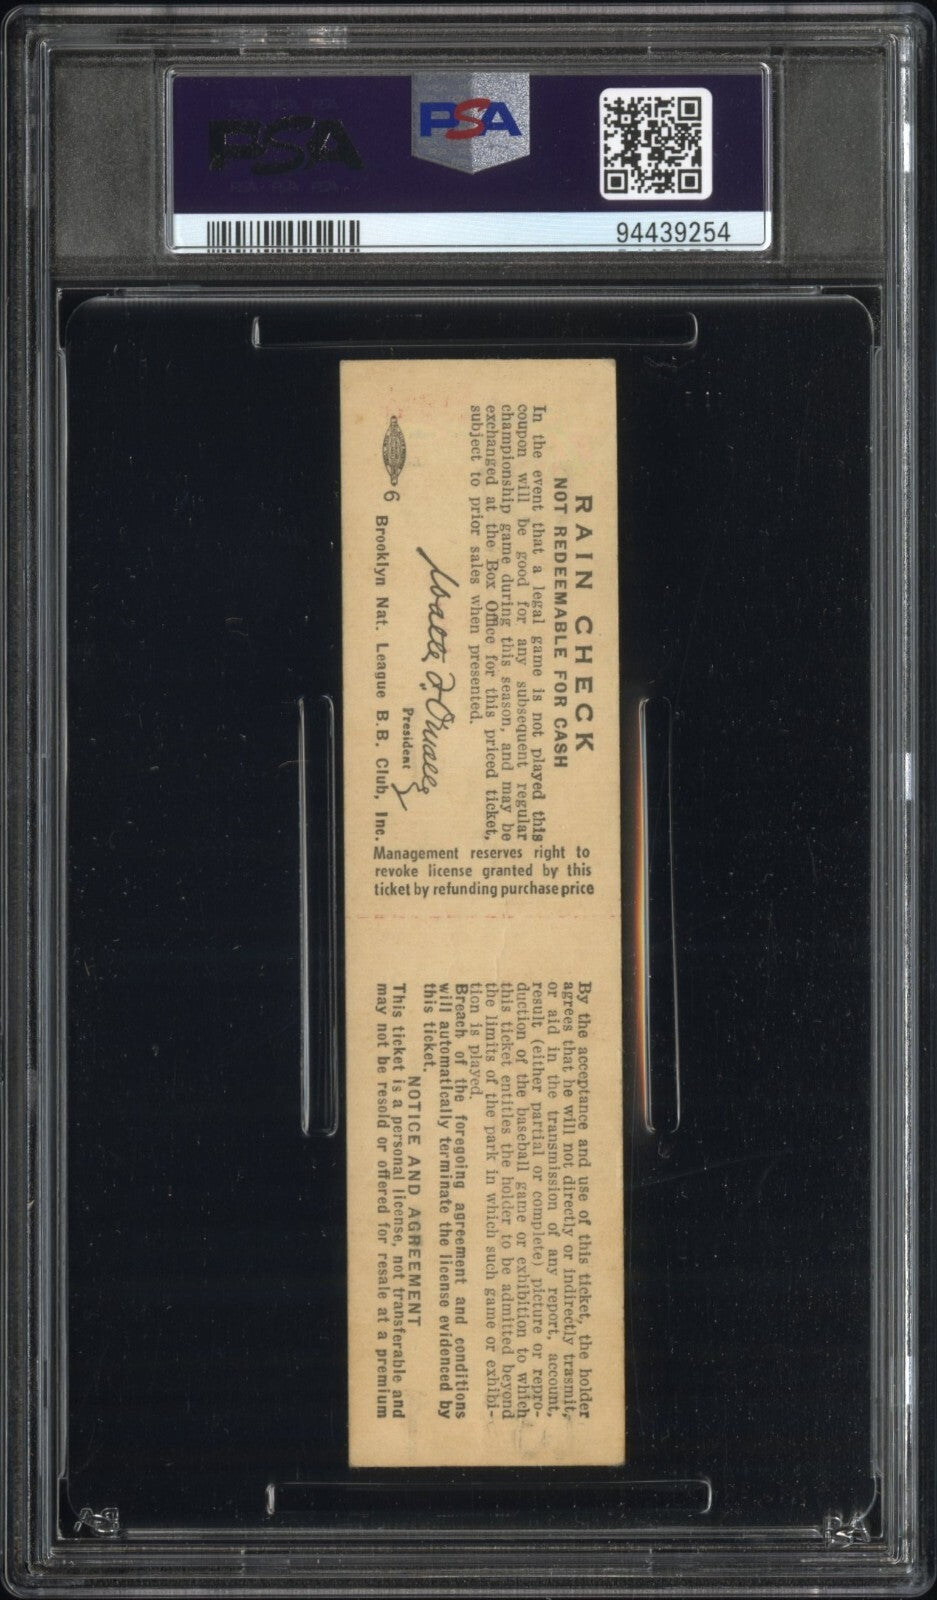 PSA
PSA
94439254
RAIN CHECK
NOT REDEEMABLE FOR CASH
In the event that a legal game is not played this
coupon will be good for any subsequent regular
championship game during this season, and may be
exchanged at the Box Office for this priced ticket,
subject to prior sales when presented.
Walter F. O'Malley
President
6 Brooklyn Nat. League B.B. Club, Inc.
Management reserves right to
revoke license granted by this
ticket by refunding purchase price
By the acceptance and use of this ticket, the holder
agrees that he will not directly or indirectly trasmit,
or aid in the transmission of any report, account,
result (either partial or complete) picture or repro-
duction of the baseball game or exhibition to which
this ticket entitles the holder to be admitted beyond
the limits of the park in which such game or exhibi-
tion is played.
Breach of the foregoing agreement and conditions
will automatically terminate the license evidenced by
this ticket.
NOTICE AND AGREEMENT
This ticket is a personal license, not transferable and
may not be resold or offered for resale at a premium